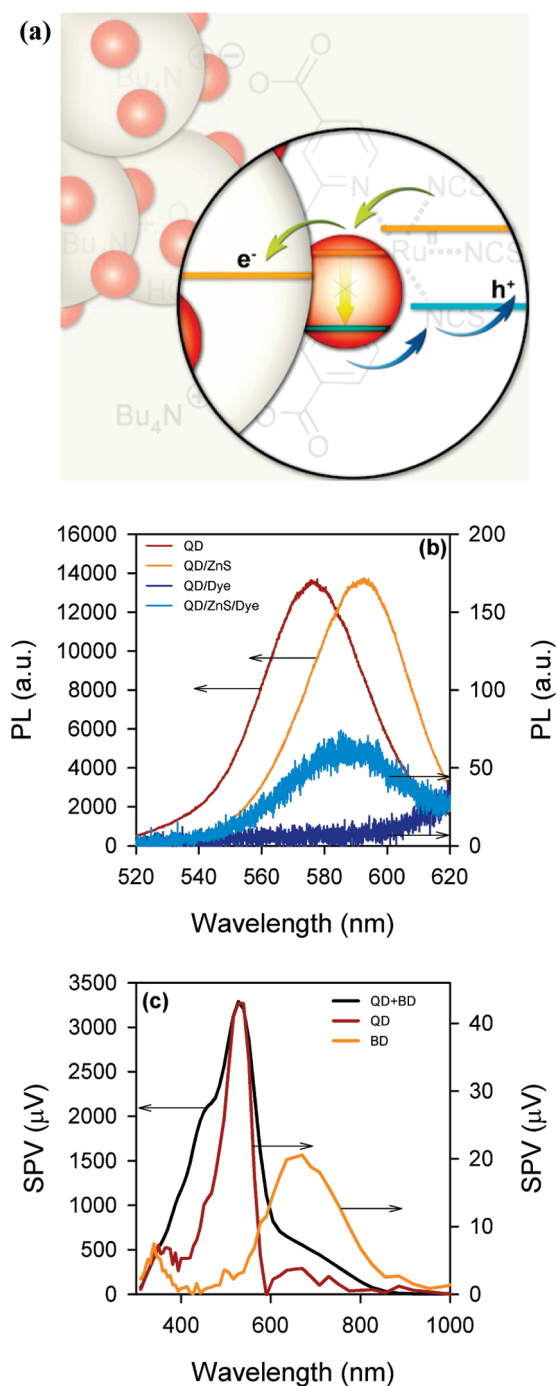 (a)
Bu₄N ⊕ ⊖
O
O
N
NCS
Ruᴵᴵ
NCS
e⁻
h⁺
NCS
Bu₄N ⊕
O
O
(b)
16000
14000
12000
10000
8000
6000
4000
2000
0
PL (a.u.)
QD
QD/ZnS
QD/Dye
QD/ZnS/Dye
200
150
100
50
0
PL (a.u.)
520 540 560 580 600 620
Wavelength (nm)
(c)
3500
3000
2500
2000
1500
1000
500
0
SPV (μV)
QD+BD
QD
BD
40
30
20
10
0
SPV (μV)
400 600 800 1000
Wavelength (nm)